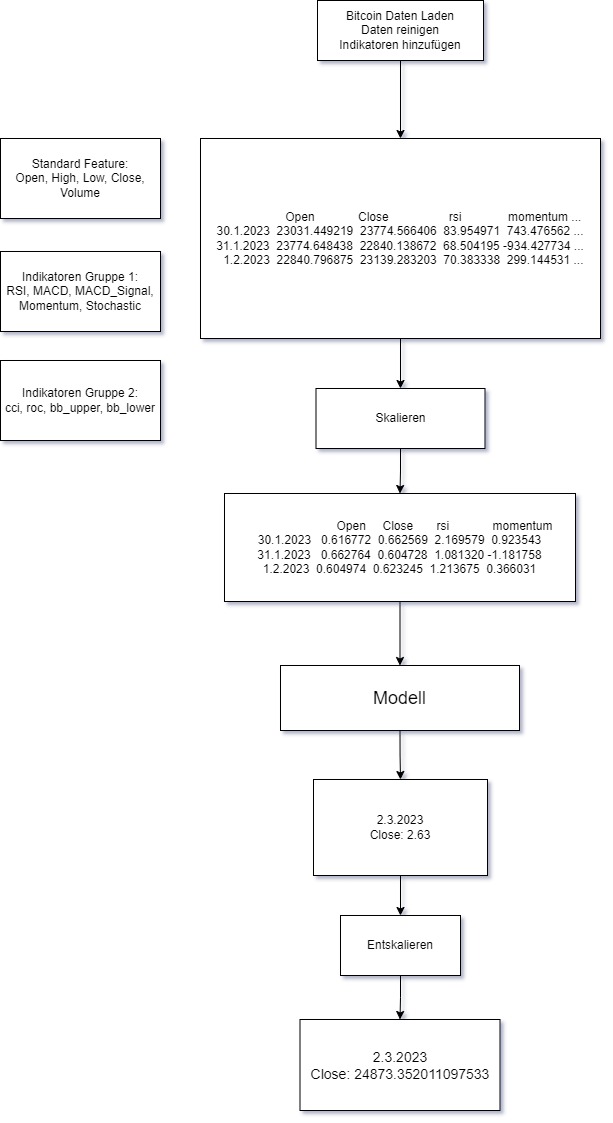 Bitcoin Daten Laden
Daten reinigen
Indikatoren hinzufügen
Standard Feature:
Open, High, Low, Close,
Volume
Indikatoren Gruppe 1:
RSI, MACD, MACD_Signal,
Momentum, Stochastic
Indikatoren Gruppe 2:
cci, roc, bb_upper, bb_lower
Open Close rsi momentum ...
30.1.2023 23031.449219 23774.566406 83.954971 743.476562 ...
31.1.2023 23774.648438 22840.138672 68.504195 -934.427734 ...
1.2.2023 22840.796875 23139.283203 70.383338 299.144531 ...
Skalieren
Open Close rsi momentum
30.1.2023 0.616772 0.662569 2.169579 0.923543
31.1.2023 0.662764 0.604728 1.081320 -1.181758
1.2.2023 0.604974 0.623245 1.213675 0.366031
Modell
2.3.2023
Close: 2.63
Entskalieren
2.3.2023
Close: 24873.352011097533